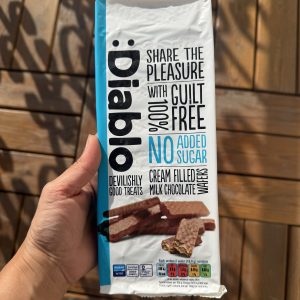 :Diablo
DEVILISHLY
GOOD TREATS
SHARE THE
PLEASURE
WITH 100% GUILT
FREE
NO ADDED
SUGAR
CREAM FILLED
MILK CHOCOLATE
WAFERS